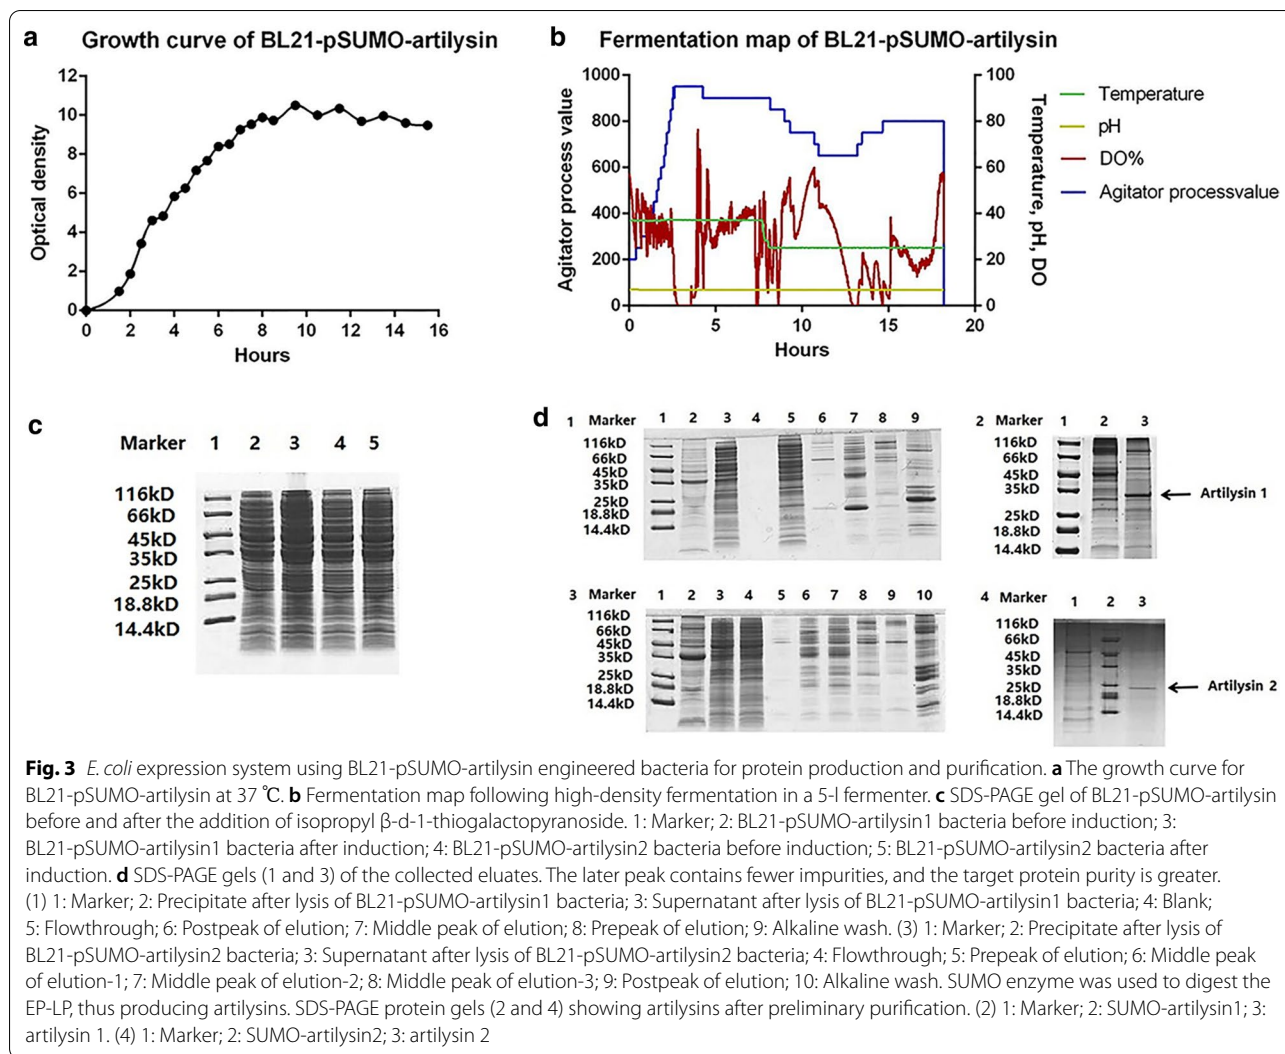 a Growth curve of BL21-pSUMO-artilysin
12
10
8
6
4
2
0
Optical density
0 2 4 6 8 10 12 14 16
Hours
b Fermentation map of BL21-pSUMO-artilysin
1000
800
600
400
200
0
Agitator process value
100
80
60
40
20
0
Temperature, pH, DO
0 5 10 15 20
Hours
Temperature
pH
DO%
Agitator processvalue
c
Marker 1 2 3 4 5
116kD
66kD
45kD
35kD
25kD
18.8kD
14.4kD
d
1 Marker 1 2 3 4 5 6 7 8 9
116kD
66kD
45kD
35kD
25kD
18.8kD
14.4kD
2 Marker 1 2 3
116kD
66kD
45kD
35kD
25kD
18.8kD
14.4kD
Artilysin 1
3 Marker 1 2 3 4 5 6 7 8 9 10
116kD
66kD
45kD
35kD
25kD
18.8kD
14.4kD
4 Marker 1 2 3
116kD
66kD
45kD
35kD
25kD
18.8kD
14.4kD
Artilysin 2
Fig. 3 E. coli expression system using BL21-pSUMO-artilysin engineered bacteria for protein production and purification. a The growth curve for
BL21-pSUMO-artilysin at 37 ℃. b Fermentation map following high-density fermentation in a 5-l fermenter. c SDS-PAGE gel of BL21-pSUMO-artilysin
before and after the addition of isopropyl β-d-1-thiogalactopyranoside. 1: Marker; 2: BL21-pSUMO-artilysin1 bacteria before induction; 3:
BL21-pSUMO-artilysin1 bacteria after induction; 4: BL21-pSUMO-artilysin2 bacteria before induction; 5: BL21-pSUMO-artilysin2 bacteria after
induction. d SDS-PAGE gels (1 and 3) of the collected eluates. The later peak contains fewer impurities, and the target protein purity is greater.
(1) 1: Marker; 2: Precipitate after lysis of BL21-pSUMO-artilysin1 bacteria; 3: Supernatant after lysis of BL21-pSUMO-artilysin1 bacteria; 4: Blank;
5: Flowthrough; 6: Postpeak of elution; 7: Middle peak of elution; 8: Prepeak of elution; 9: Alkaline wash. (3) 1: Marker; 2: Precipitate after lysis of
BL21-pSUMO-artilysin2 bacteria; 3: Supernatant after lysis of BL21-pSUMO-artilysin2 bacteria; 4: Flowthrough; 5: Prepeak of elution; 6: Middle peak
of elution-1; 7: Middle peak of elution-2; 8: Middle peak of elution-3; 9: Postpeak of elution; 10: Alkaline wash. SUMO enzyme was used to digest the
EP-LP, thus producing artilysins. SDS-PAGE protein gels (2 and 4) showing artilysins after preliminary purification. (2) 1: Marker; 2: SUMO-artilysin1; 3:
artilysin 1. (4) 1: Marker; 2: SUMO-artilysin2; 3: artilysin 2